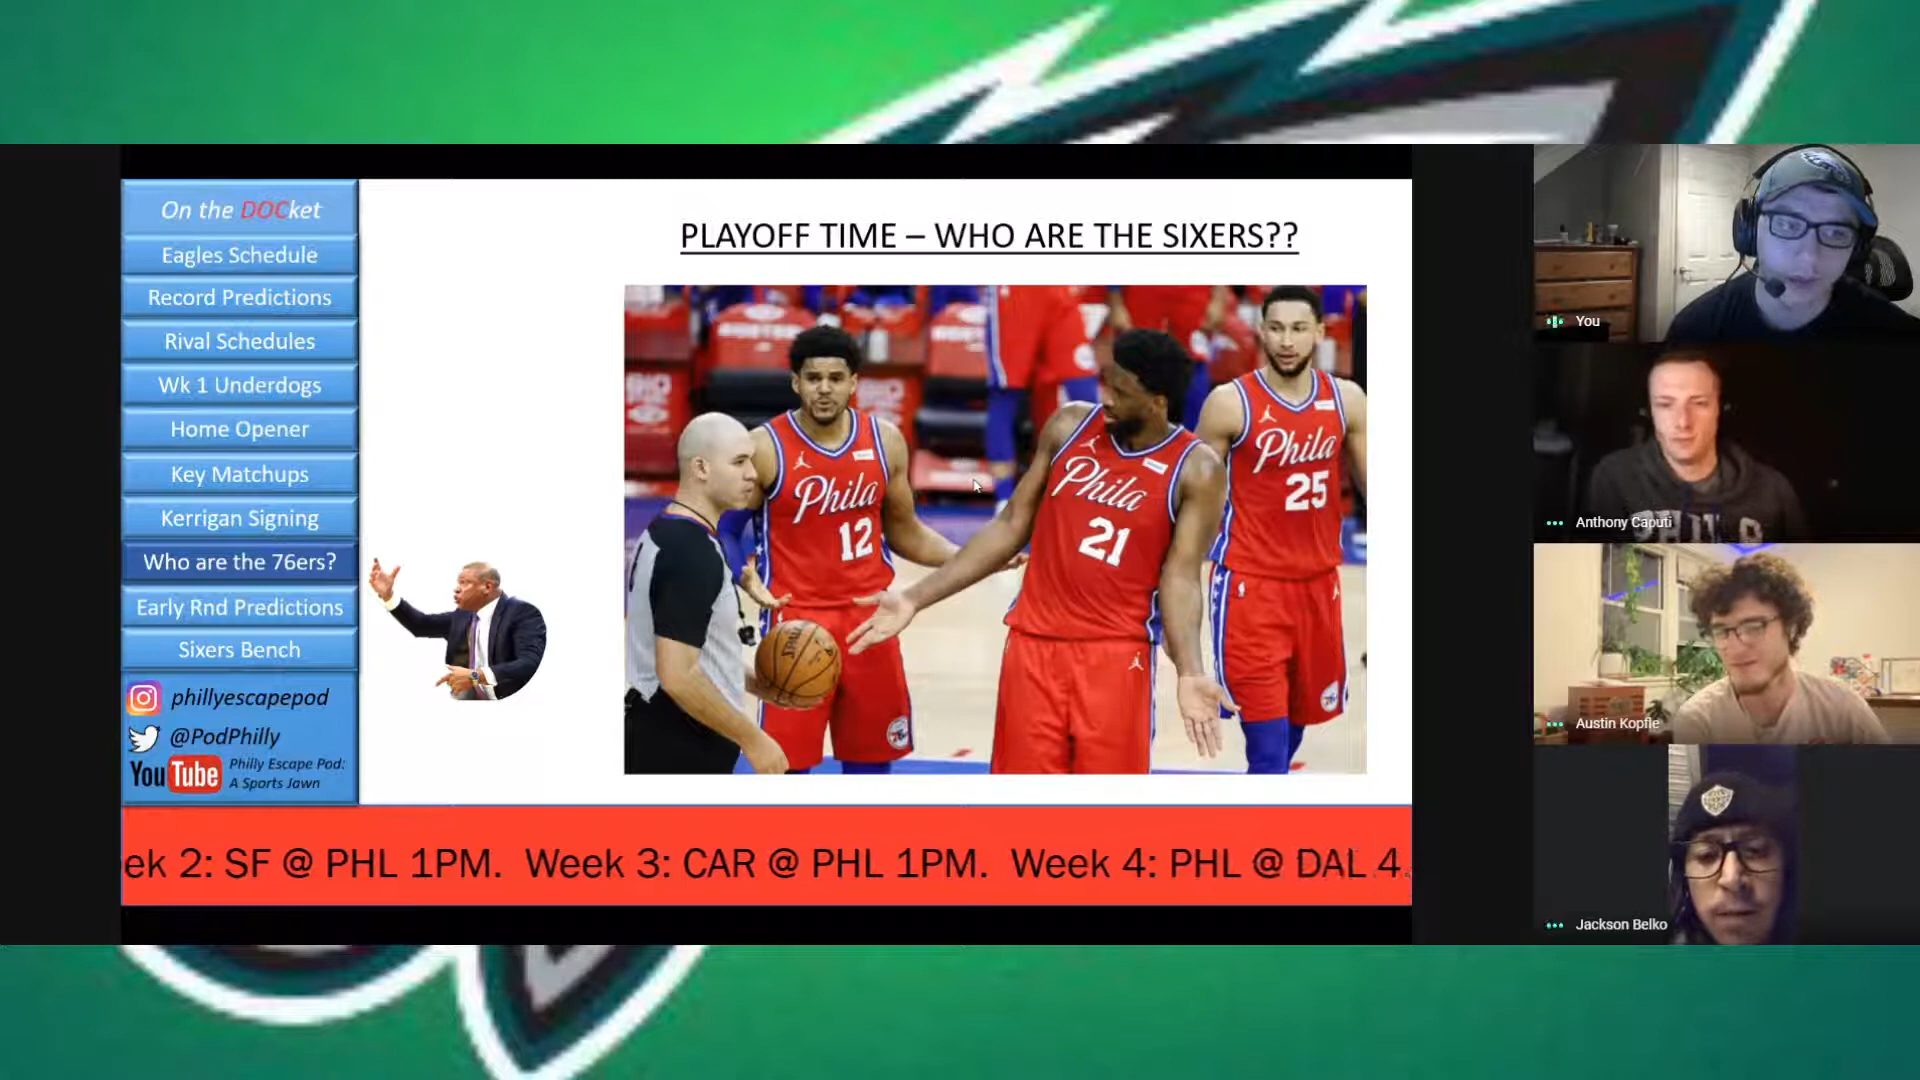 On the DOCket
Eagles Schedule
Record Predictions
Rival Schedules
Wk 1 Underdogs
Home Opener
Key Matchups
Kerrigan Signing
Who are the 76ers?
Early Rnd Predictions
Sixers Bench
phillyescapepod
@PodPhilly
YouTube
Philly Escape Pod:
A Sports Jawn
PLAYOFF TIME – WHO ARE THE SIXERS??
Phila
12
Phila
21
Phila
25
SPALDING
ek 2: SF @ PHL 1PM. Week 3: CAR @ PHL 1PM. Week 4: PHL @ DAL 4
You
Anthony Caputi
Austin Kopfle
Jackson Belko